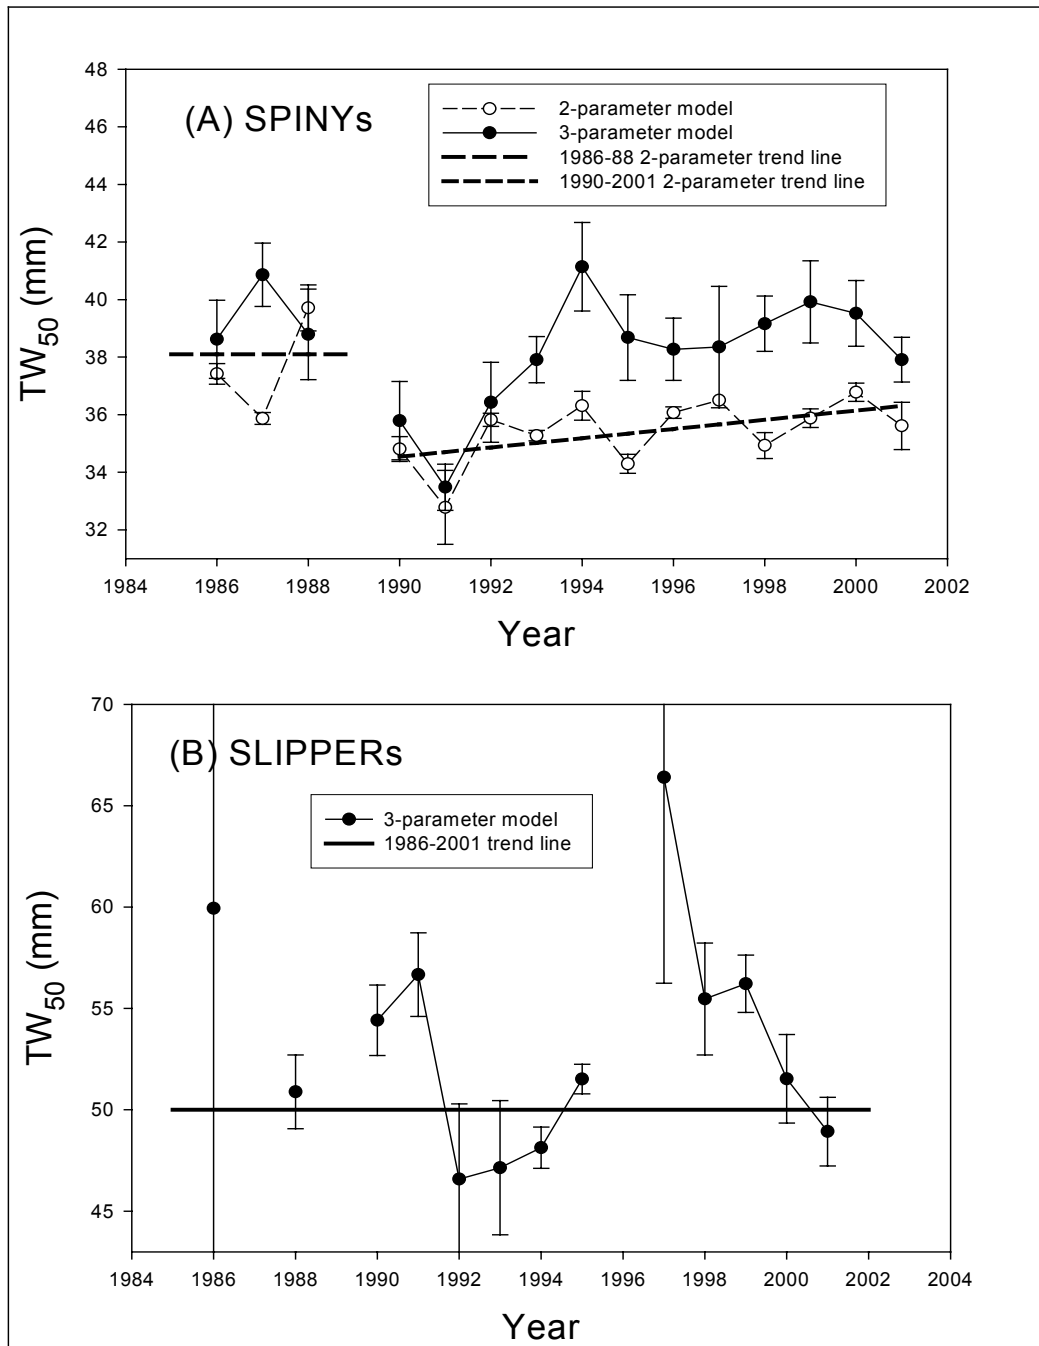 48
46
44
42
40
38
36
34
32
TW50 (mm)
(A) SPINYs
2-parameter model
3-parameter model
1986-88 2-parameter trend line
1990-2001 2-parameter trend line
1984 1986 1988 1990 1992 1994 1996 1998 2000 2002
Year
70
65
60
55
50
45
TW50 (mm)
(B) SLIPPERs
3-parameter model
1986-2001 trend line
1984 1986 1988 1990 1992 1994 1996 1998 2000 2002 2004
Year